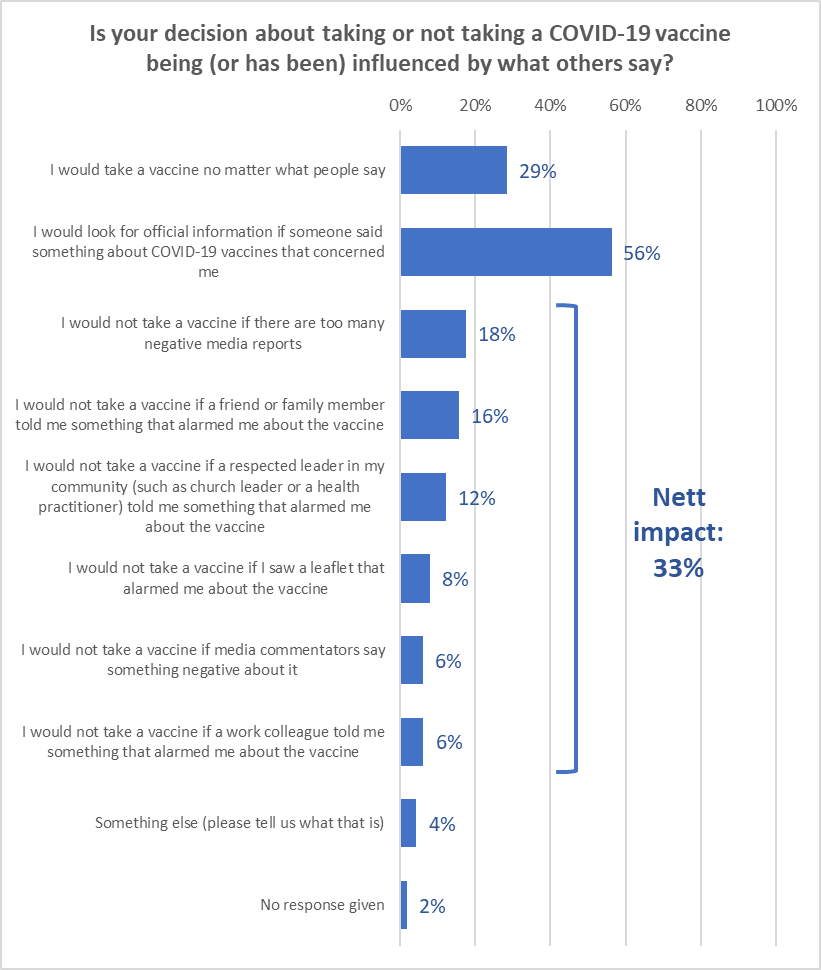 Is your decision about taking or not taking a COVID-19 vaccine
being (or has been) influenced by what others say?
0% 20% 40% 60% 80% 100%
I would take a vaccine no matter what people say
29%
I would look for official information if someone said
something about COVID-19 vaccines that concerned
me
56%
I would not take a vaccine if there are too many
negative media reports
18%
I would not take a vaccine if a friend or family member
told me something that alarmed me about the vaccine
16%
I would not take a vaccine if a respected leader in my
community (such as church leader or a health
practitioner) told me something that alarmed me
about the vaccine
12%
I would not take a vaccine if I saw a leaflet that
alarmed me about the vaccine
8%
I would not take a vaccine if media commentators say
something negative about it
6%
I would not take a vaccine if a work colleague told me
something that alarmed me about the vaccine
6%
Nett
impact:
33%
Something else (please tell us what that is)
4%
No response given
2%